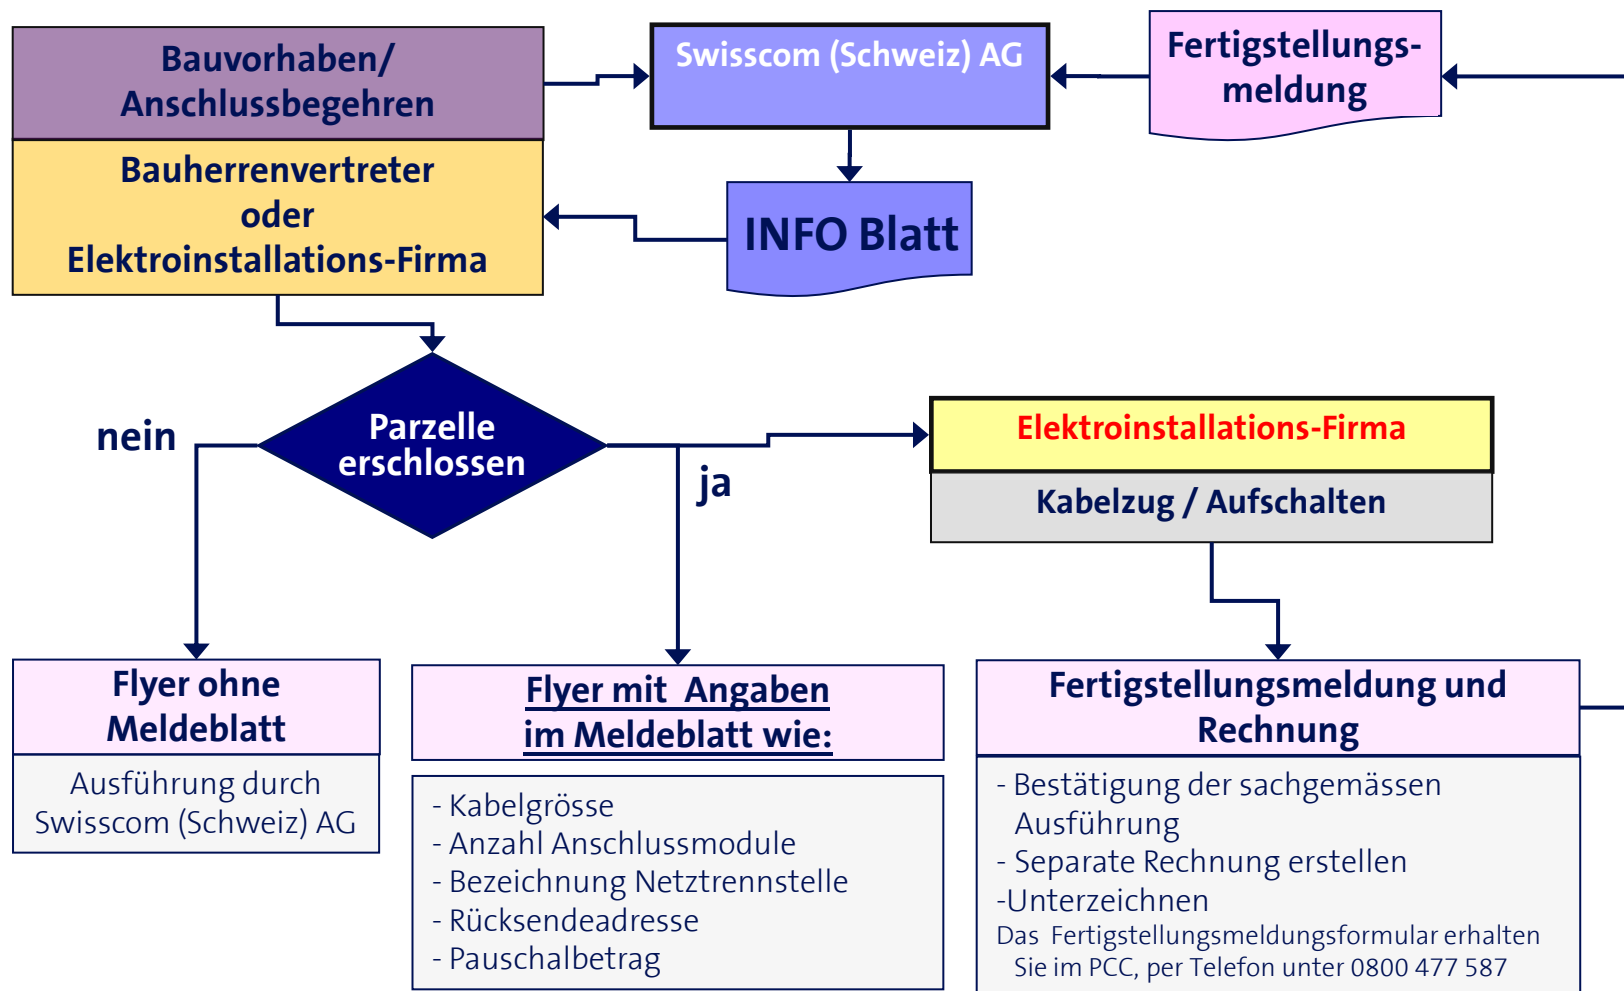 Bauvorhaben/
Anschlussbegehren
Bauherrenvertreter
oder
Elektroinstallations-Firma
Swisscom (Schweiz) AG
INFO Blatt
Fertigstellungs-
meldung
nein
Parzelle
erschlossen
ja
Elektroinstallations-Firma
Kabelzug / Aufschalten
Flyer ohne
Meldeblatt
Ausführung durch
Swisscom (Schweiz) AG
Flyer mit  Angaben
im Meldeblatt wie:
- Kabelgrösse
- Anzahl Anschlussmodule
- Bezeichnung Netztrennstelle
- Rücksendeadresse
- Pauschalbetrag
Fertigstellungsmeldung und
Rechnung
- Bestätigung der sachgemässen
Ausführung
- Separate Rechnung erstellen
-Unterzeichnen
Das  Fertigstellungsmeldungsformular erhalten
Sie im PCC, per Telefon unter 0800 477 587